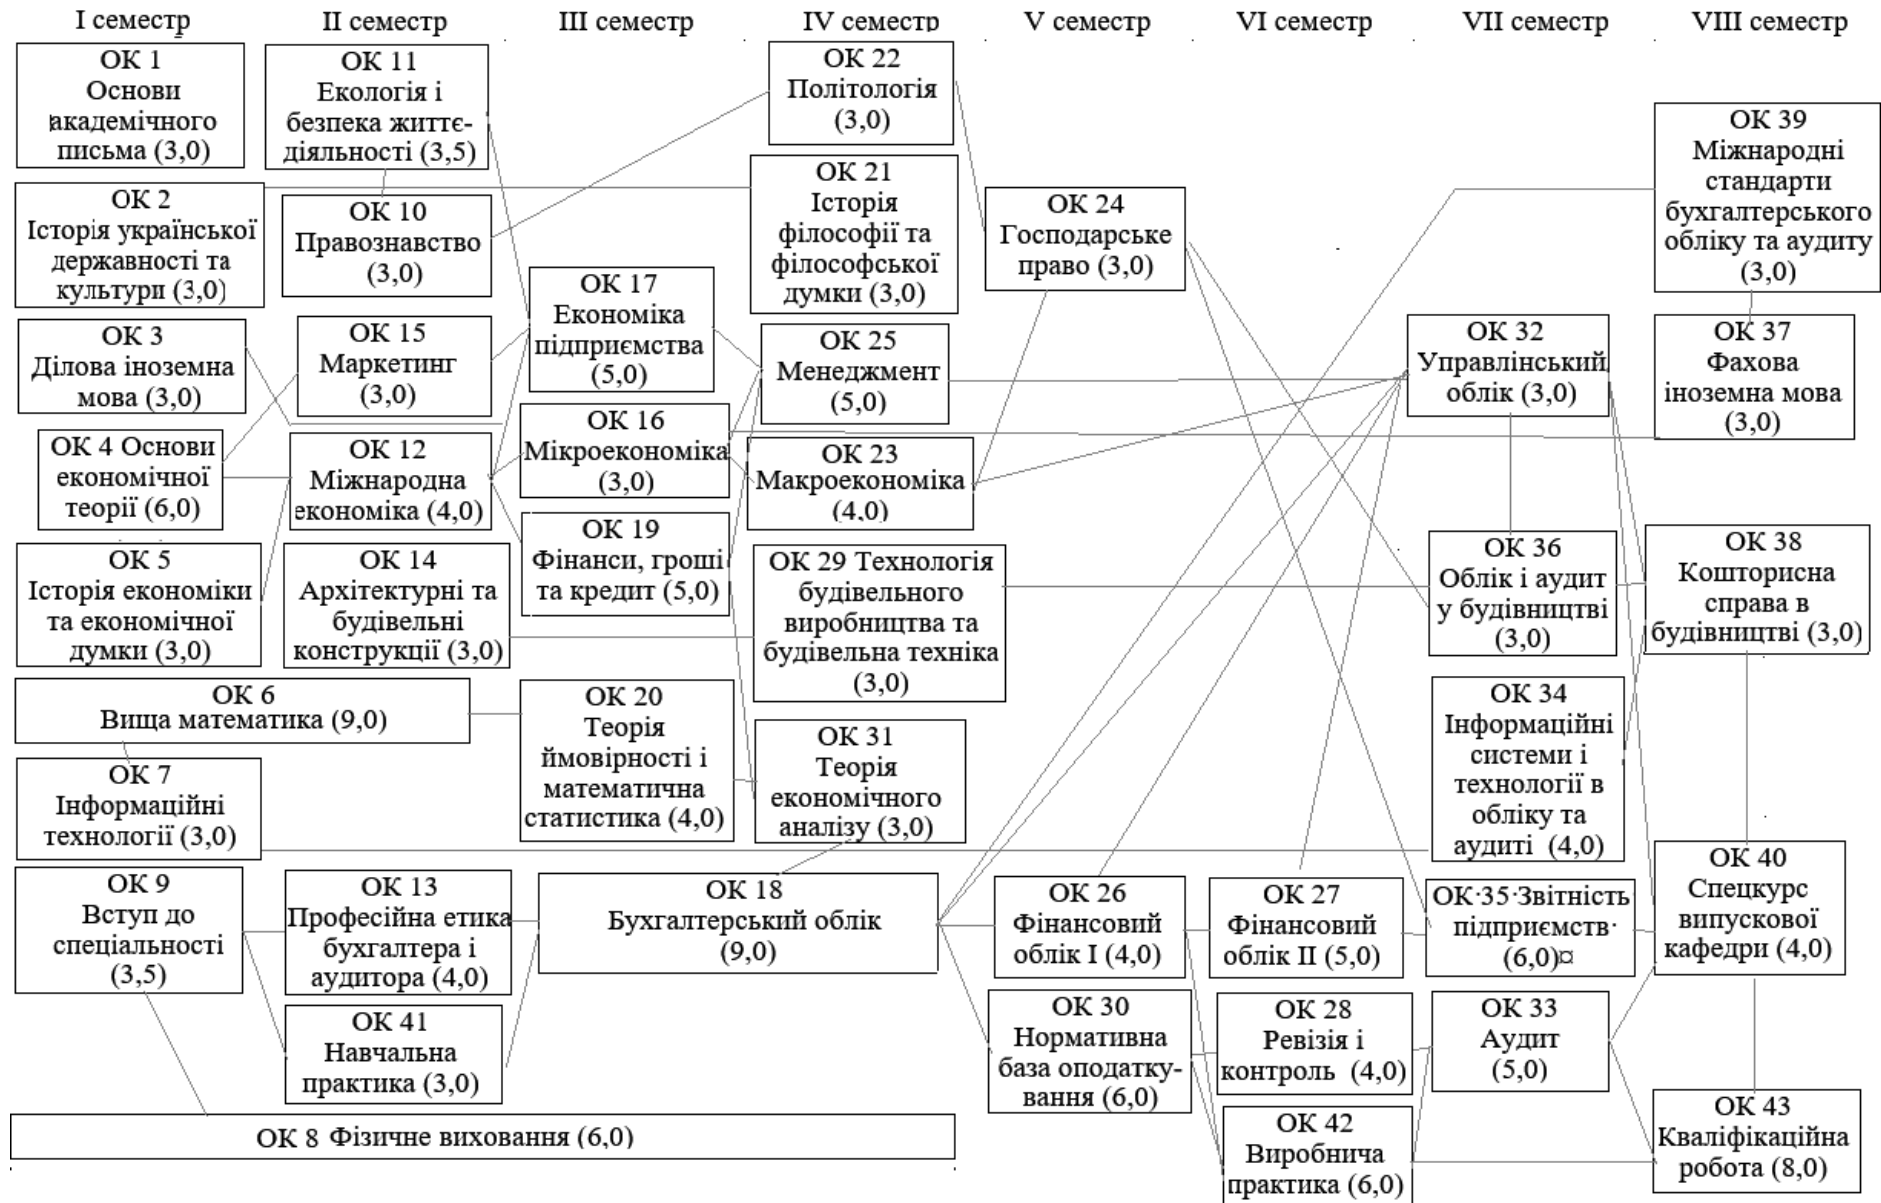 I семестр
II семестр
III семестр
IV семестр
V семестр
VI семестр
VII семестр
VIII семестр
ОК 1
Основи
академічного
письма (3,0)
ОК 2
Історія української
державності та
культури (3,0)
ОК 3
Ділова іноземна
мова (3,0)
ОК 4 Основи
економічної
теорії (6,0)
ОК 5
Історія економіки
та економічної
думки (3,0)
ОК 6
Вища математика (9,0)
ОК 7
Інформаційні
технології (3,0)
ОК 9
Вступ до
спеціальності
(3,5)
ОК 8 Фізичне виховання (6,0)
ОК 11
Екологія і
безпека життє-
діяльності (3,5)
ОК 10
Правознавство
(3,0)
ОК 15
Маркетинг
(3,0)
ОК 12
Міжнародна
економіка (4,0)
ОК 14
Архітектурні та
будівельні
конструкції (3,0)
ОК 13
Професійна етика
бухгалтера і
аудитора (4,0)
ОК 41
Навчальна
практика (3,0)
ОК 17
Економіка
підприємства
(5,0)
ОК 16
Мікроекономіка
(3,0)
ОК 19
Фінанси, гроші
та кредит (5,0)
ОК 20
Теорія
ймовірності і
математична
статистика (4,0)
ОК 18
Бухгалтерський облік
(9,0)
ОК 22
Політологія
(3,0)
ОК 21
Історія
філософії та
філософської
думки (3,0)
ОК 25
Менеджмент
(5,0)
ОК 23
Макроекономіка
(4,0)
ОК 29 Технологія
будівельного
виробництва та
будівельна техніка
(3,0)
ОК 31
Теорія
економічного
аналізу (3,0)
ОК 24
Господарське
право (3,0)
ОК 26
Фінансовий
облік I (4,0)
ОК 30
Нормативна
база оподатку-
вання (6,0)
ОК 27
Фінансовий
облік II (5,0)
ОК 28
Ревізія і
контроль (4,0)
ОК 42
Виробнича
практика (6,0)
ОК 32
Управлінський
облік (3,0)
ОК 36
Облік і аудит
у будівництві
(3,0)
ОК 34
Інформаційні
системи і
технології в
обліку та
аудиті (4,0)
ОК·35·Звітність
підприємств·
(6,0)¤
ОК 33
Аудит
(5,0)
ОК 39
Міжнародні
стандарти
бухгалтерського
обліку та аудиту
(3,0)
ОК 37
Фахова
іноземна мова
(3,0)
ОК 38
Кошторисна
справа в
будівництві (3,0)
ОК 40
Спецкурс
випускової
кафедри (4,0)
ОК 43
Кваліфікаційна
робота (8,0)